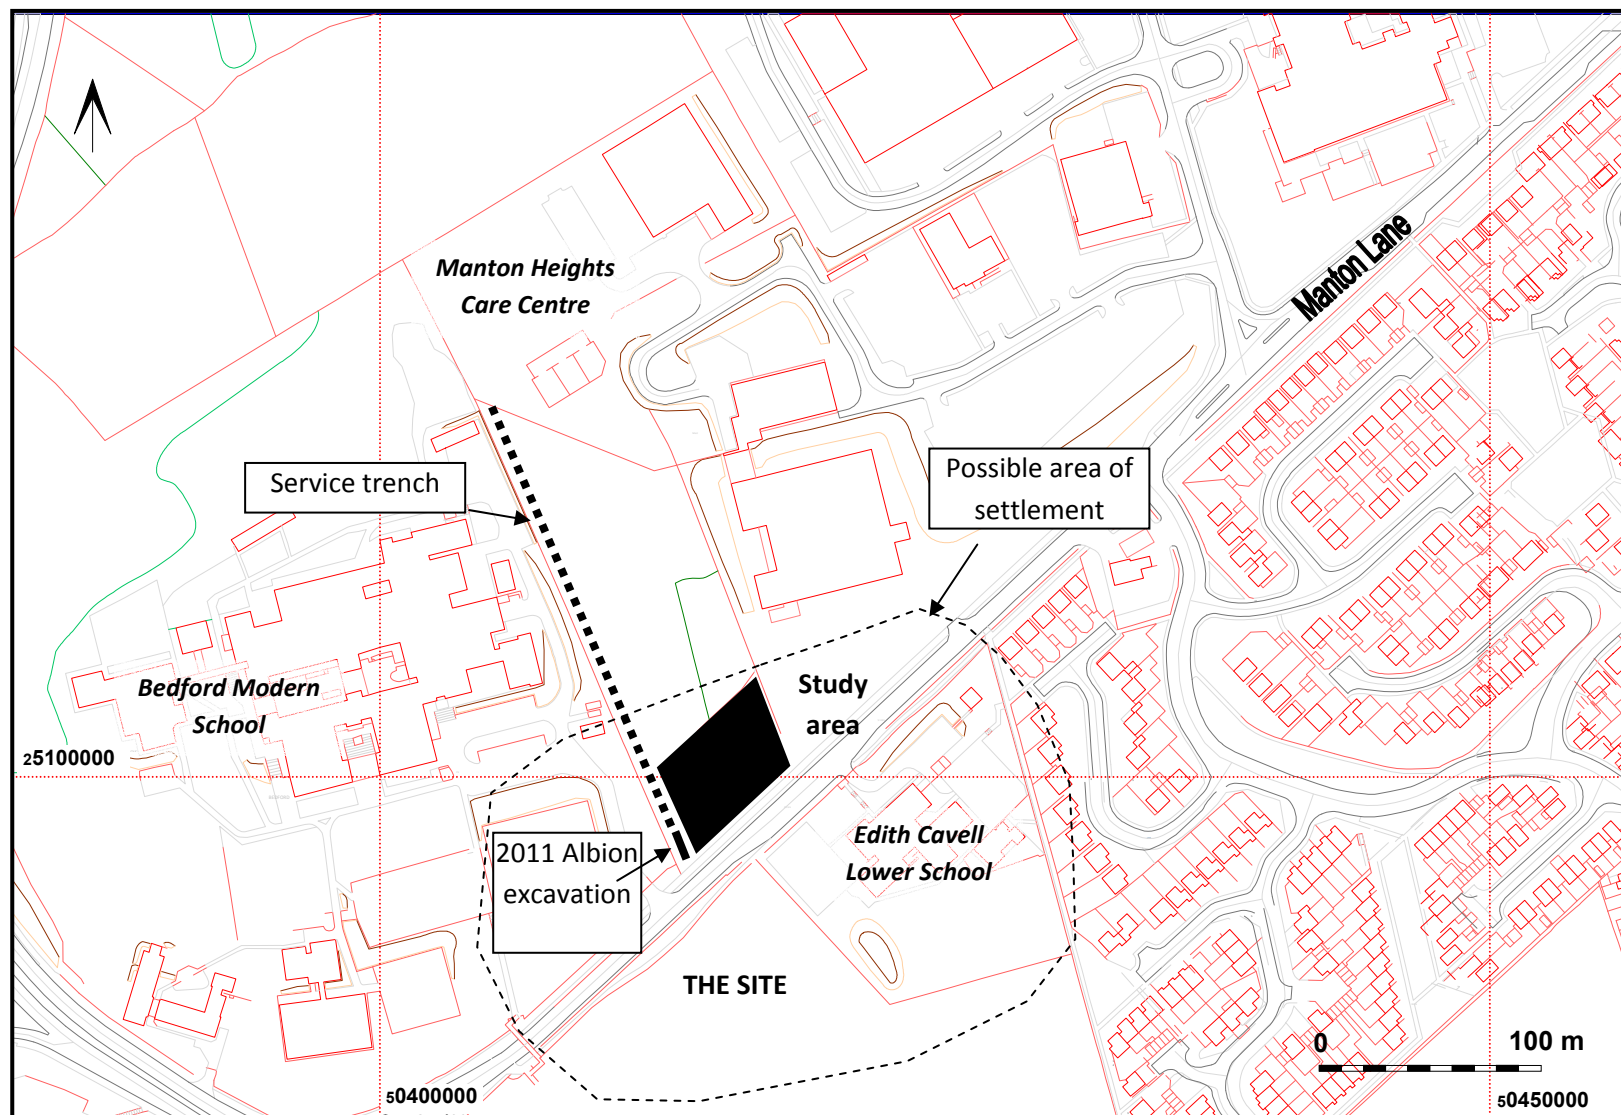 Manton Lane
Manton Heights
Care Centre
Service trench
Possible area of
settlement
Study
area
Bedford Modern
School
25100000
2011 Albion
excavation
Edith Cavell
Lower School
THE SITE
0 100 m
50400000
50450000